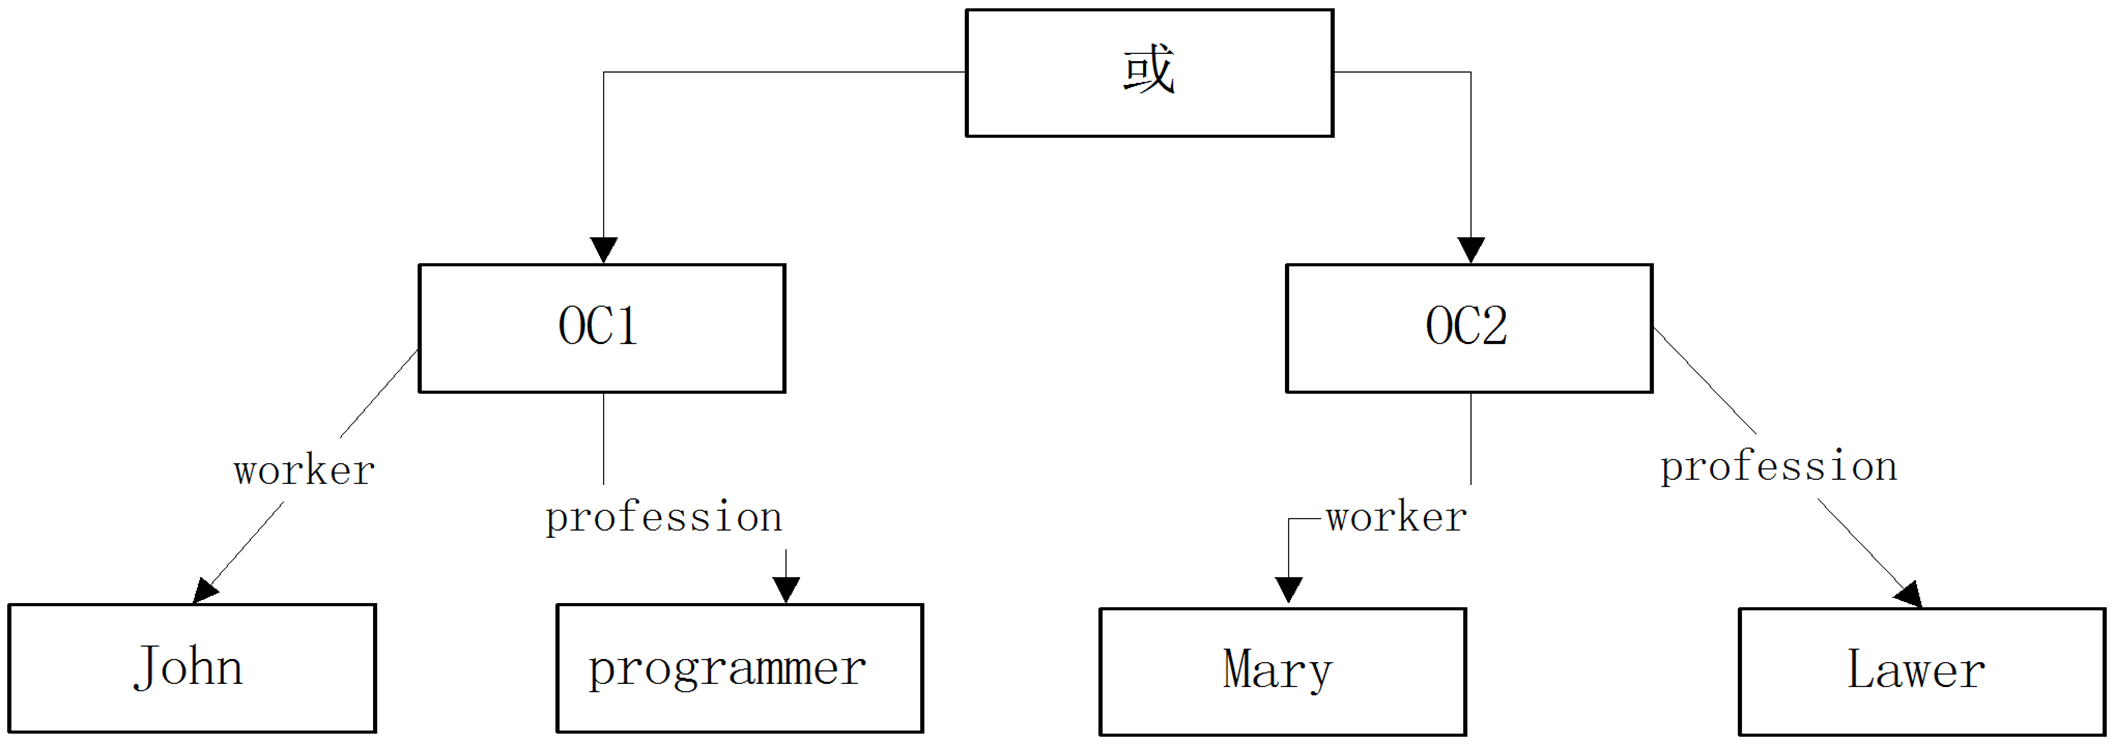 或
OC1
OC2
worker
profession
profession
worker
John
programmer
Mary
Lawer